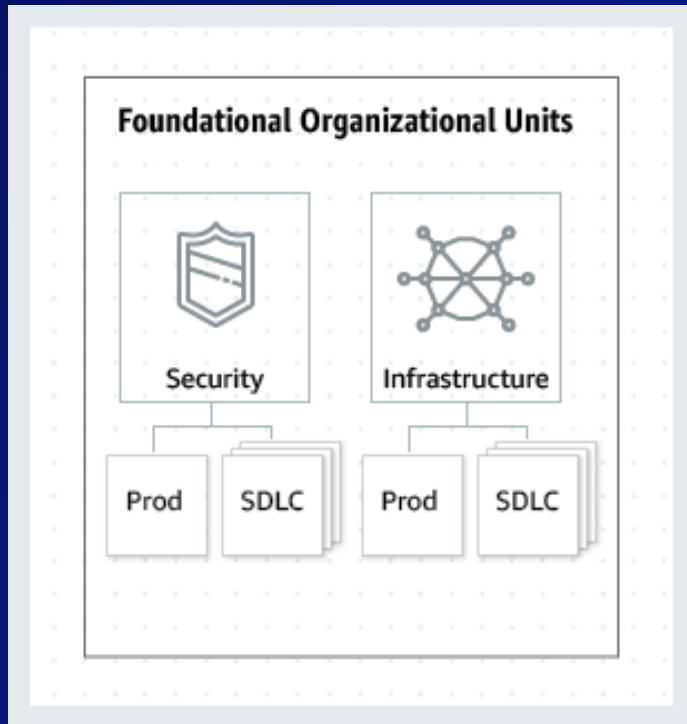 Foundational Organizational Units
Security Infrastructure
Prod SDLC Prod SDLC